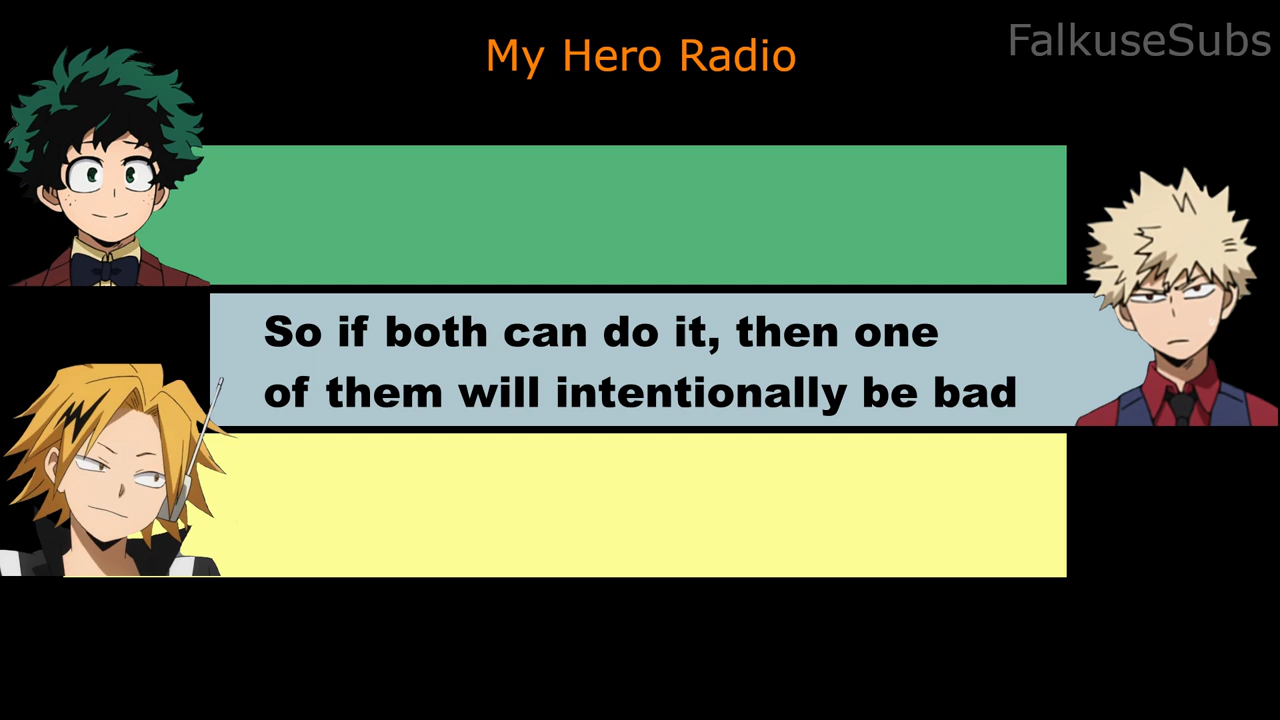 My Hero Radio
FalkuseSubs
So if both can do it, then one
of them will intentionally be bad